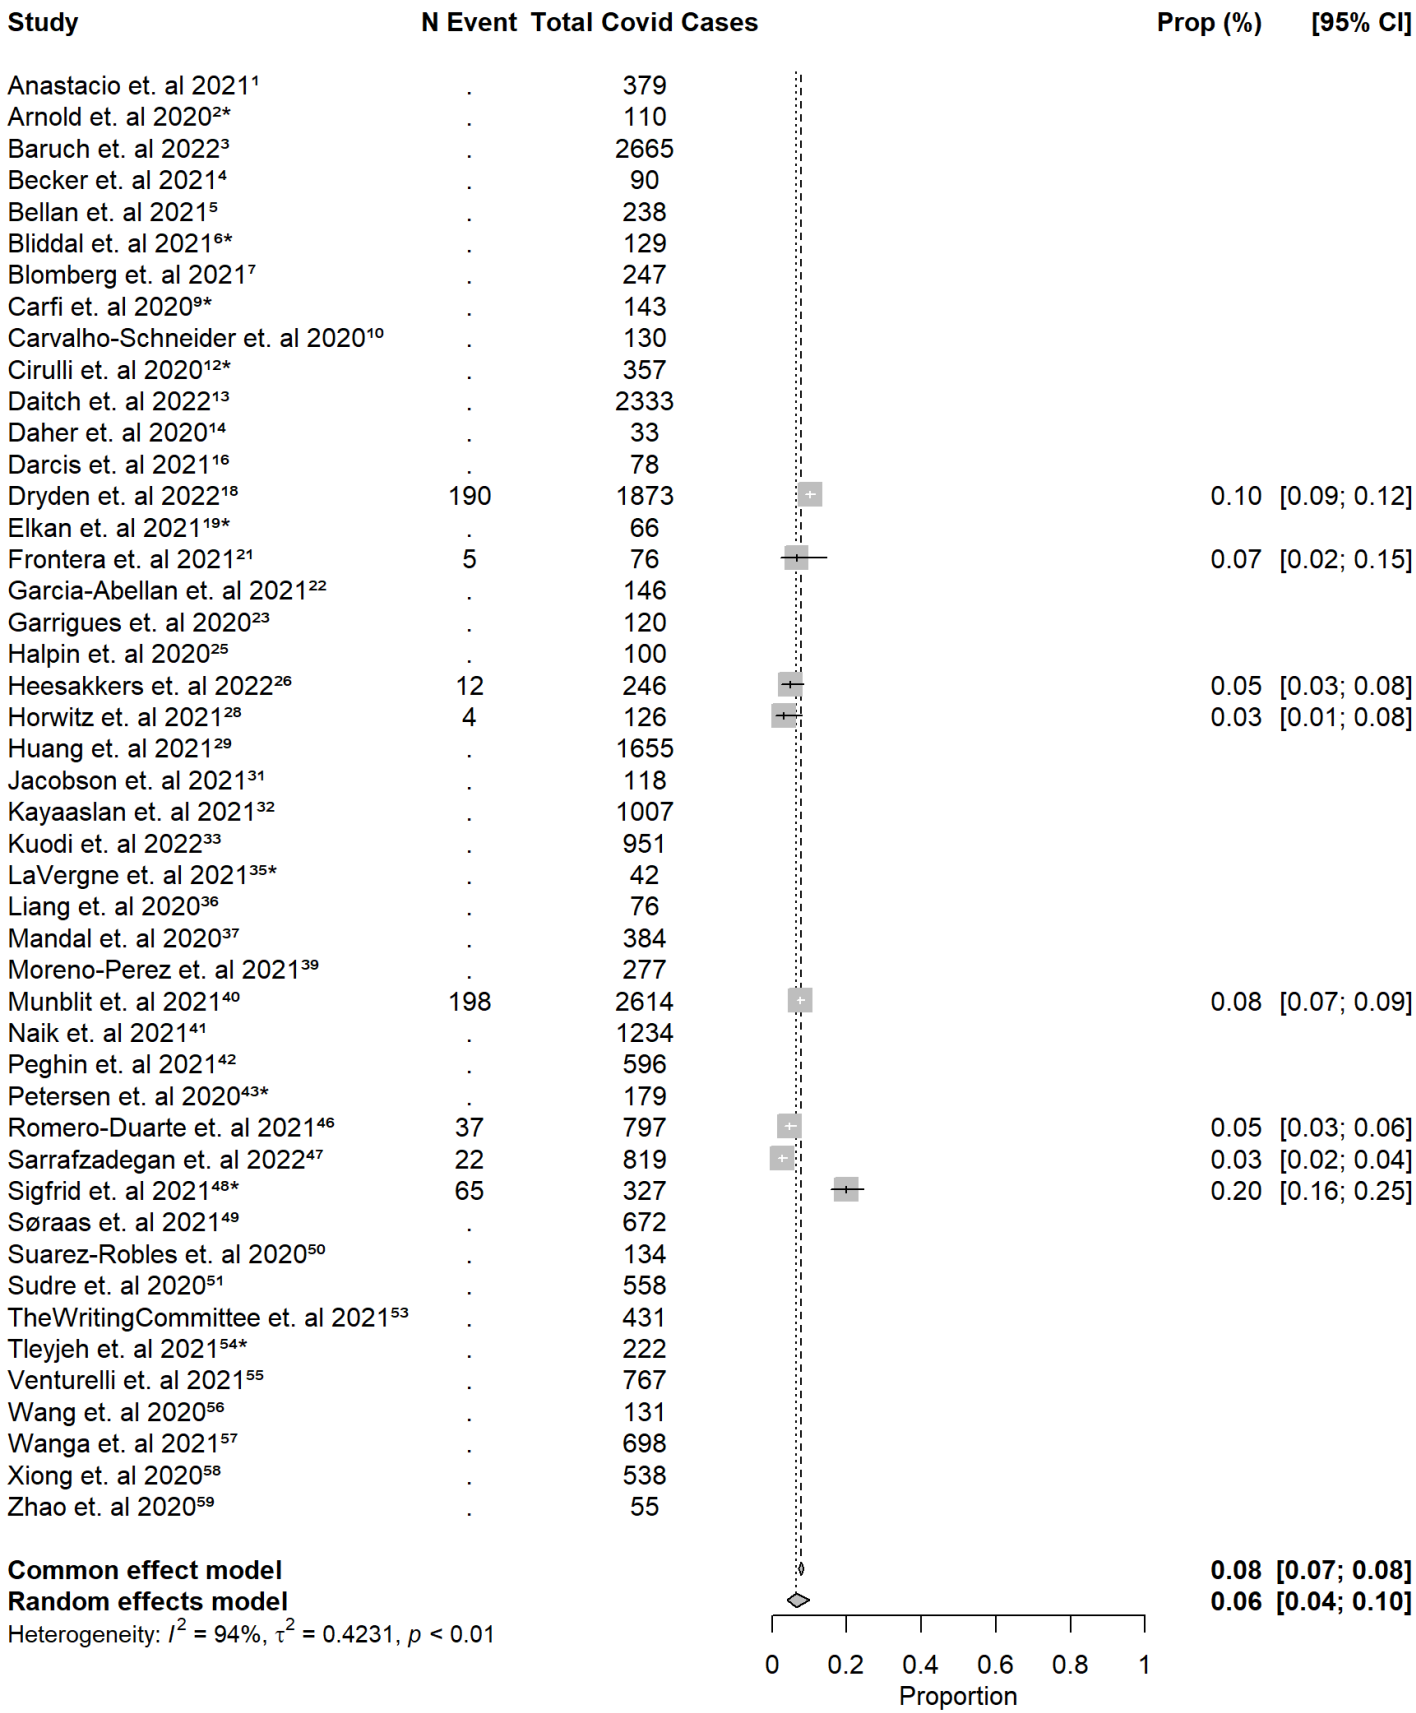 Study N Event Total Covid Cases Prop (%) [95% CI]
Anastacio et. al 2021¹ . 379
Arnold et. al 2020²* . 110
Baruch et. al 2022³ . 2665
Becker et. al 2021⁴ . 90
Bellan et. al 2021⁵ . 238
Bliddal et. al 2021⁶* . 129
Blomberg et. al 2021⁷ . 247
Carfi et. al 2020⁹* . 143
Carvalho-Schneider et. al 2020¹⁰ . 130
Cirulli et. al 2020¹²* . 357
Daitch et. al 2022¹³ . 2333
Daher et. al 2020¹⁴ . 33
Darcis et. al 2021¹⁶ . 78
Dryden et. al 2022¹⁸ 190 1873 0.10 [0.09; 0.12]
Elkan et. al 2021¹⁹* . 66
Frontera et. al 2021²¹ 5 76 0.07 [0.02; 0.15]
Garcia-Abellan et. al 2021²² . 146
Garrigues et. al 2020²³ . 120
Halpin et. al 2020²⁵ . 100
Heesakkers et. al 2022²⁶ 12 246 0.05 [0.03; 0.08]
Horwitz et. al 2021²⁸ 4 126 0.03 [0.01; 0.08]
Huang et. al 2021²⁹ . 1655
Jacobson et. al 2021³¹ . 118
Kayaaslan et. al 2021³² . 1007
Kuodi et. al 2022³³ . 951
LaVergne et. al 2021³⁵* . 42
Liang et. al 2020³⁶ . 76
Mandal et. al 2020³⁷ . 384
Moreno-Perez et. al 2021³⁹ . 277
Munblit et. al 2021⁴⁰ 198 2614 0.08 [0.07; 0.09]
Naik et. al 2021⁴¹ . 1234
Peghin et. al 2021⁴² . 596
Petersen et. al 2020⁴³* . 179
Romero-Duarte et. al 2021⁴⁶ 37 797 0.05 [0.03; 0.06]
Sarrafzadegan et. al 2022⁴⁷ 22 819 0.03 [0.02; 0.04]
Sigfrid et. al 2021⁴⁸* 65 327 0.20 [0.16; 0.25]
Søraas et. al 2021⁴⁹ . 672
Suarez-Robles et. al 2020⁵⁰ . 134
Sudre et. al 2020⁵¹ . 558
TheWritingCommittee et. al 2021⁵³ . 431
Tleyjeh et. al 2021⁵⁴* . 222
Venturelli et. al 2021⁵⁵ . 767
Wang et. al 2020⁵⁶ . 131
Wanga et. al 2021⁵⁷ . 698
Xiong et. al 2020⁵⁸ . 538
Zhao et. al 2020⁵⁹ . 55
Common effect model 0.08 [0.07; 0.08]
Random effects model 0.06 [0.04; 0.10]
Heterogeneity: I² = 94%, τ² = 0.4231, p < 0.01
0 0.2 0.4 0.6 0.8 1
Proportion